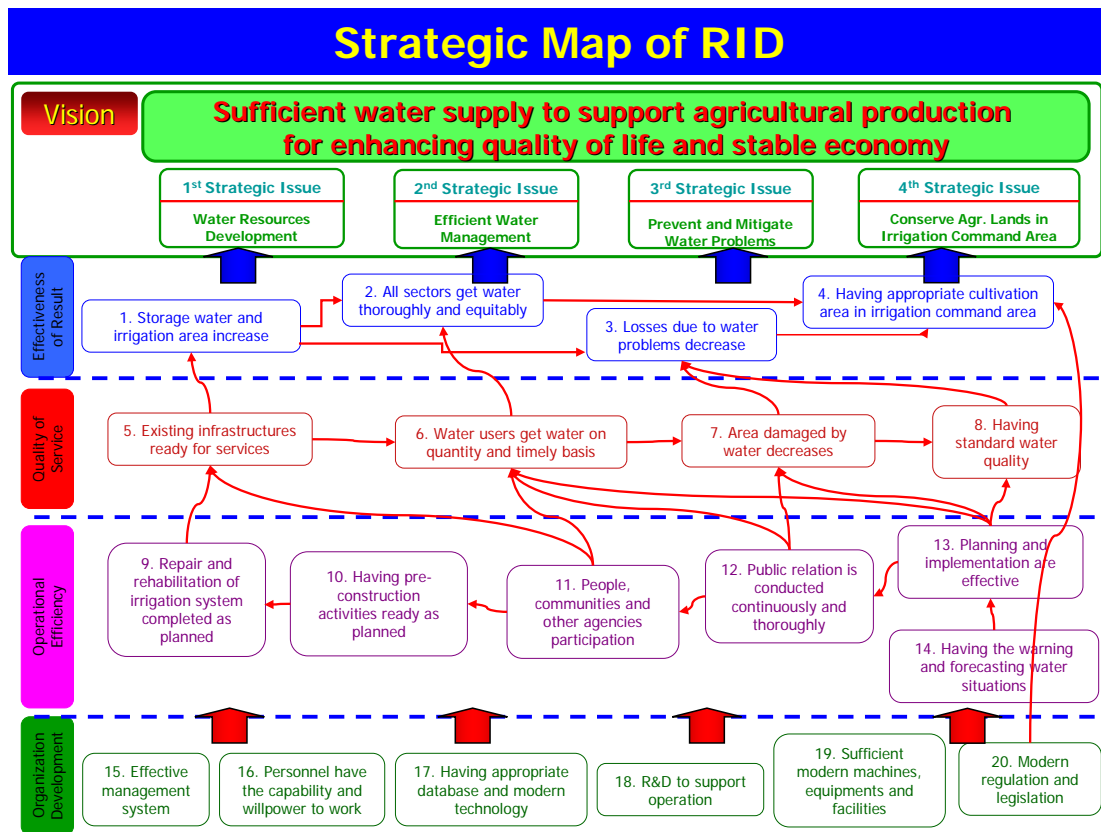 Strategic Map of RID
Vision
Sufficient water supply to support agricultural production
for enhancing quality of life and stable economy
1st Strategic Issue
Water Resources
Development
2nd Strategic Issue
Efficient Water
Management
3rd Strategic Issue
Prevent and Mitigate
Water Problems
4th Strategic Issue
Conserve Agr. Lands in
Irrigation Command Area
Effectiveness
of Result
1. Storage water and
irrigation area increase
2. All sectors get water
thoroughly and equitably
3. Losses due to water
problems decrease
4. Having appropriate cultivation
area in irrigation command area
Quality of
Service
5. Existing infrastructures
ready for services
6. Water users get water on
quantity and timely basis
7. Area damaged by
water decreases
8. Having
standard water
quality
Operational
Efficiency
9. Repair and
rehabilitation of
irrigation system
completed as
planned
10. Having pre-
construction
activities ready as
planned
11. People,
communities and
other agencies
participation
12. Public relation is
conducted
continuously and
thoroughly
13. Planning and
implementation are
effective
14. Having the warning
and forecasting water
situations
Organization
Development
15. Effective
management
system
16. Personnel have
the capability and
willpower to work
17. Having appropriate
database and modern
technology
18. R&D to support
operation
19. Sufficient
modern machines,
equipments and
facilities
20. Modern
regulation and
legislation